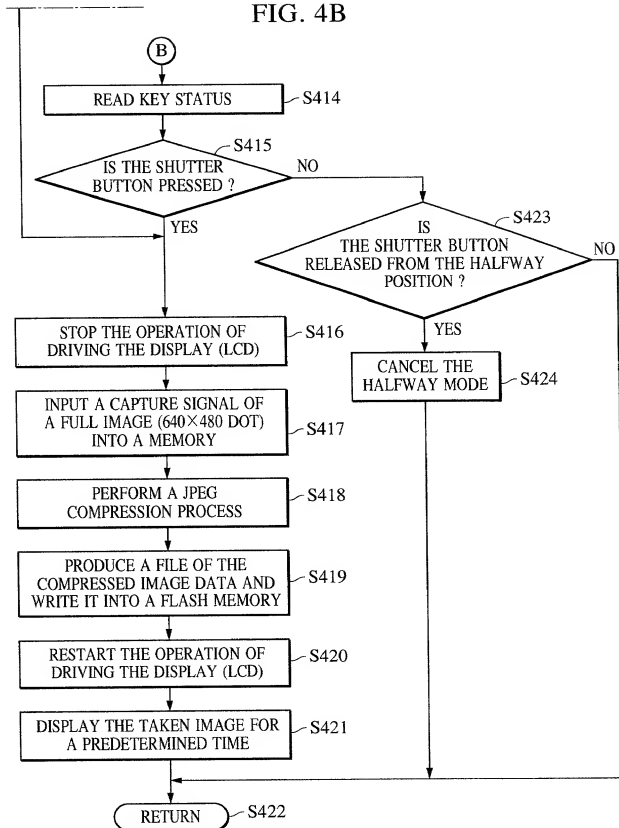 FIG. 4B
B
READ KEY STATUS
S414
S415
IS THE SHUTTER
BUTTON PRESSED ?
NO
YES
S423
IS
THE SHUTTER BUTTON
RELEASED FROM THE HALFWAY
POSITION ?
NO
YES
STOP THE OPERATION OF
DRIVING THE DISPLAY (LCD)
S416
CANCEL THE
HALFWAY MODE
S424
INPUT A CAPTURE SIGNAL OF
A FULL IMAGE (640×480 DOT)
INTO A MEMORY
S417
PERFORM A JPEG
COMPRESSION PROCESS
S418
PRODUCE A FILE OF THE
COMPRESSED IMAGE DATA AND
WRITE IT INTO A FLASH MEMORY
S419
RESTART THE OPERATION OF
DRIVING THE DISPLAY (LCD)
S420
DISPLAY THE TAKEN IMAGE FOR
A PREDETERMINED TIME
S421
RETURN
S422